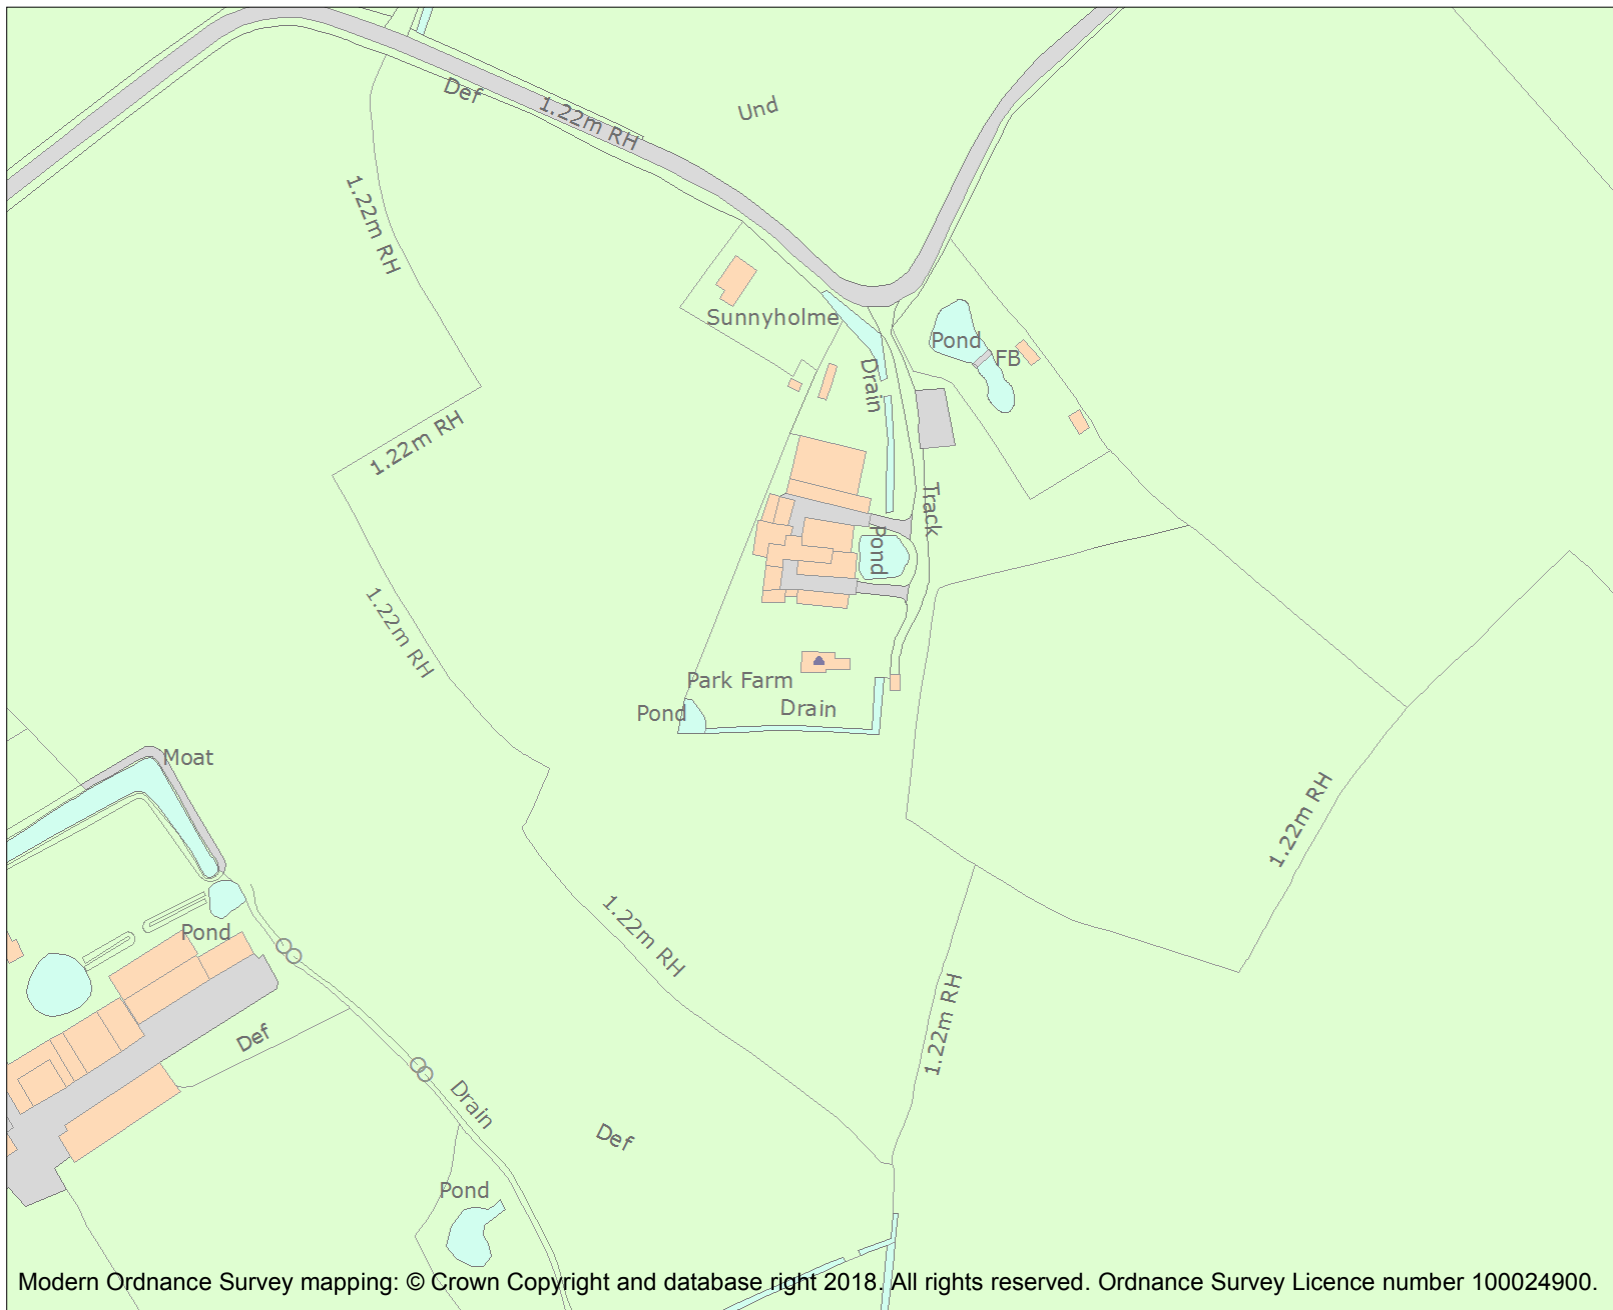 Def
1.22m RH
Und
1.22m RH
Sunnyholme
Pond
FB
Drain
1.22m RH
Track
Pond
1.22m RH
Park Farm
Pond
Drain
Moat
1.22m RH
Pond
1.22m RH
1.22m RH
Def
Drain
Def
Pond
Modern Ordnance Survey mapping: © Crown Copyright and database right 2018. All rights reserved. Ordnance Survey Licence number 100024900.